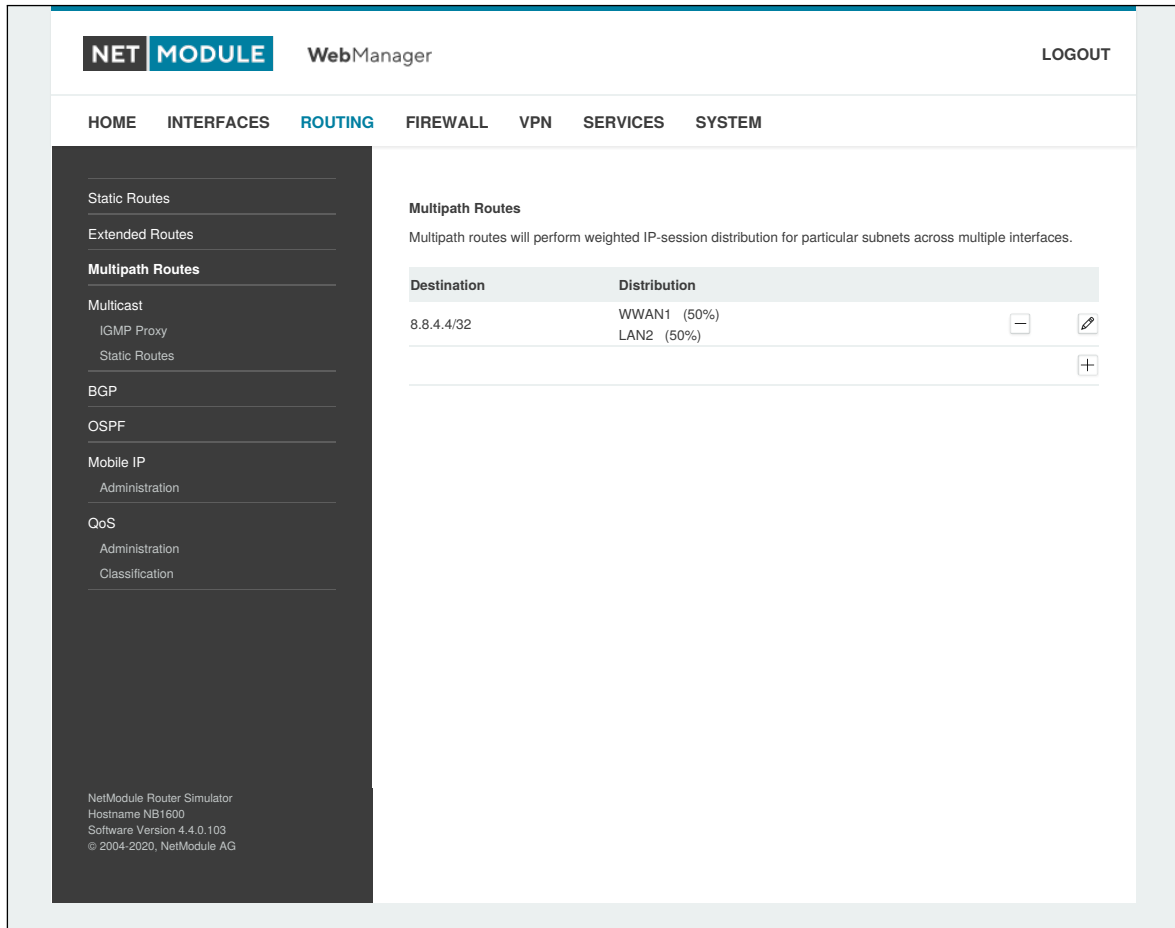 NET MODULE WebManager LOGOUT
HOME INTERFACES ROUTING FIREWALL VPN SERVICES SYSTEM
Static Routes
Extended Routes
Multipath Routes
Multicast
IGMP Proxy
Static Routes
BGP
OSPF
Mobile IP
Administration
QoS
Administration
Classification
NetModule Router Simulator
Hostname NB1600
Software Version 4.4.0.103
© 2004-2020, NetModule AG
Multipath Routes
Multipath routes will perform weighted IP-session distribution for particular subnets across multiple interfaces.
Destination Distribution
8.8.4.4/32 WWAN1 (50%)
LAN2 (50%)